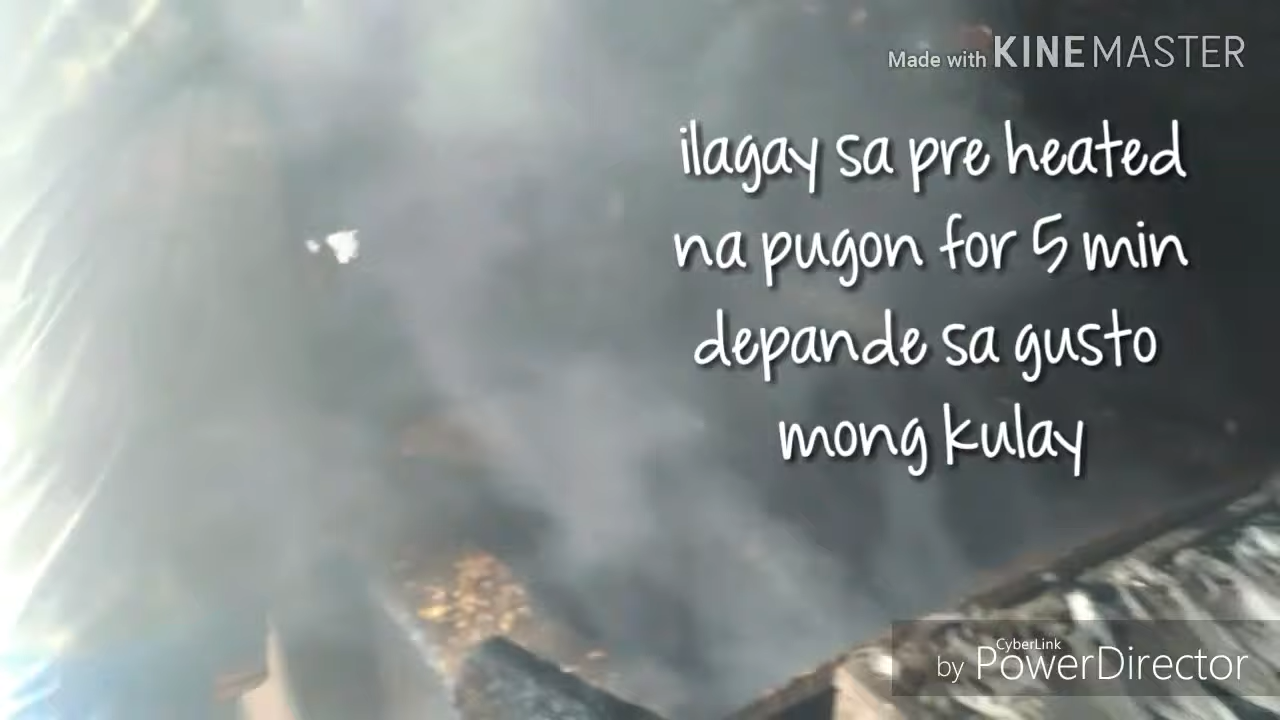 Made with KINEMASTER
ilagay sa pre heated
na pugon for 5 min
depande sa gusto
mong kulay
CyberLink
by PowerDirector